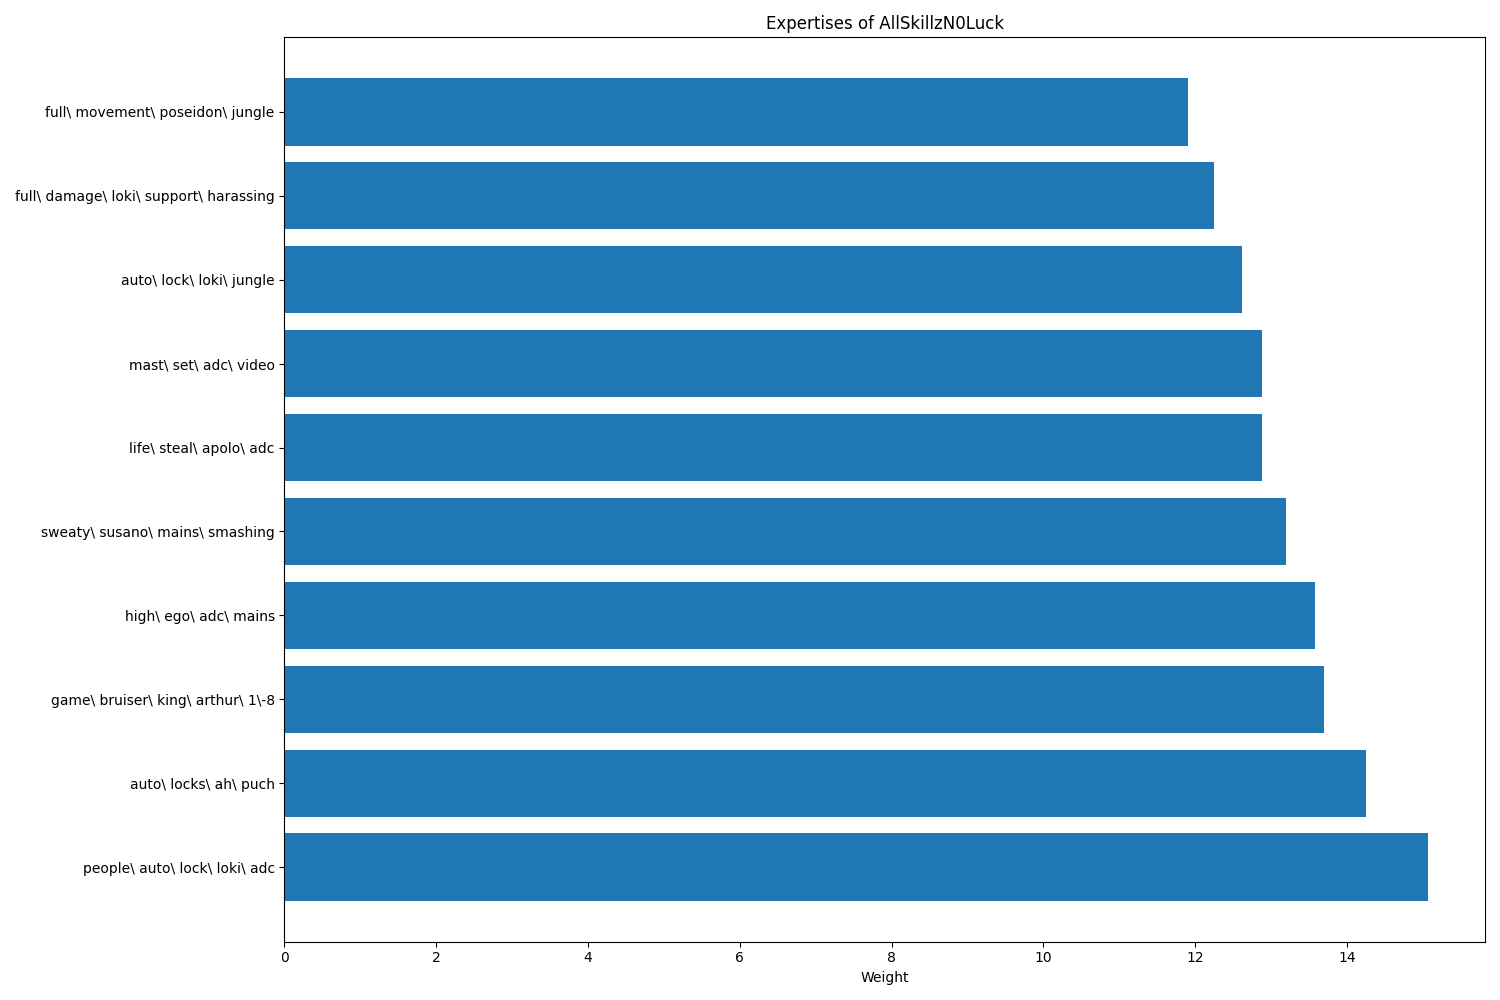 Expertises of AllSkillzN0Luck
full\ movement\ poseidon\ jungle
full\ damage\ loki\ support\ harassing
auto\ lock\ loki\ jungle
mast\ set\ adc\ video
life\ steal\ apolo\ adc
sweaty\ susano\ mains\ smashing
high\ ego\ adc\ mains
game\ bruiser\ king\ arthur\ 1\-8
auto\ locks\ ah\ puch
people\ auto\ lock\ loki\ adc
0 2 4 6 8 10 12 14
Weight